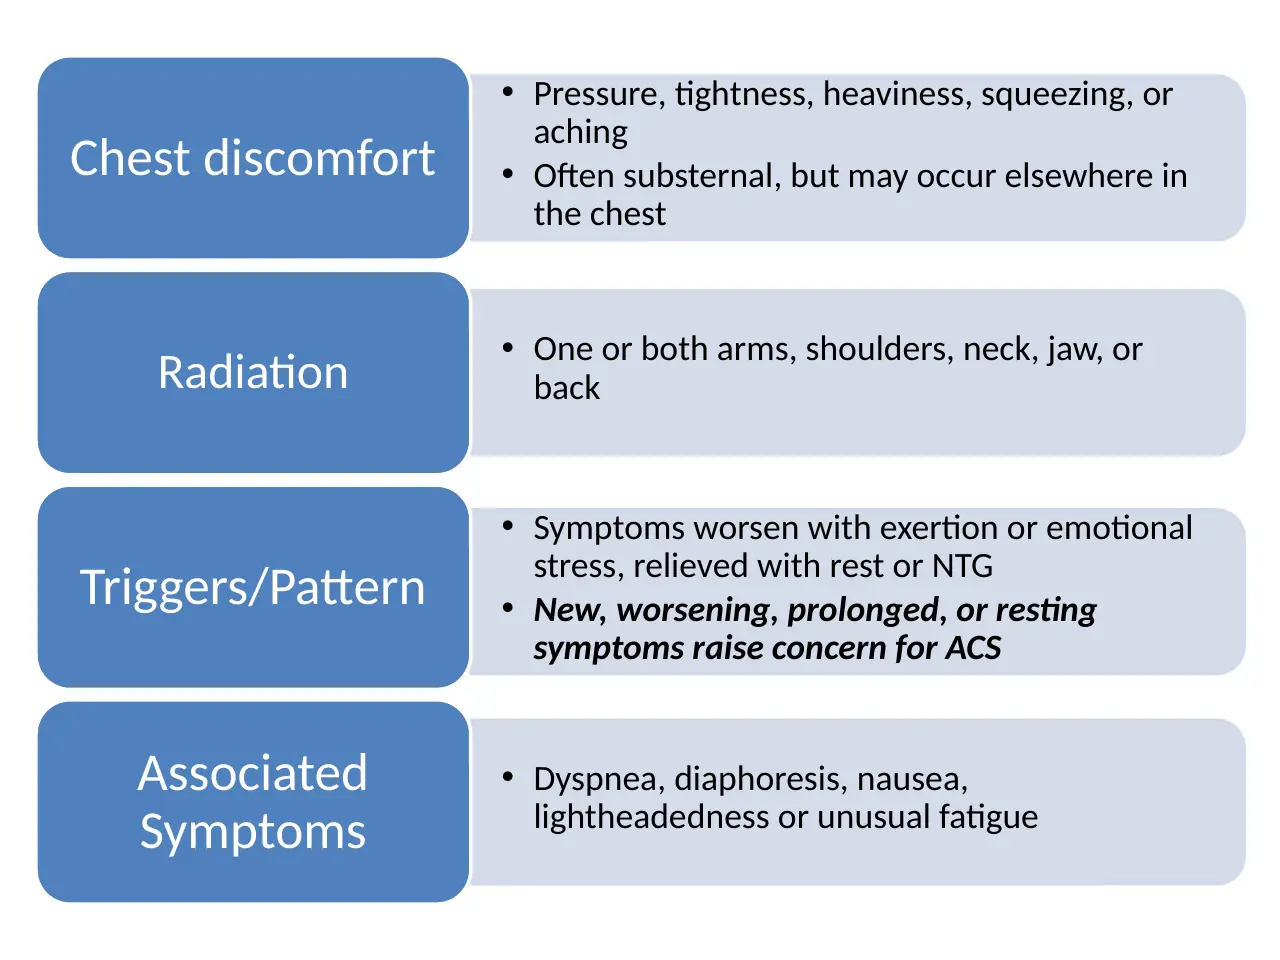 Chest discomfort
• Pressure, tightness, heaviness, squeezing, or
aching
• Often substernal, but may occur elsewhere in
the chest
Radiation
• One or both arms, shoulders, neck, jaw, or
back
Triggers/Pattern
• Symptoms worsen with exertion or emotional
stress, relieved with rest or NTG
• New, worsening, prolonged, or resting
symptoms raise concern for ACS
Associated
Symptoms
• Dyspnea, diaphoresis, nausea,
lightheadedness or unusual fatigue